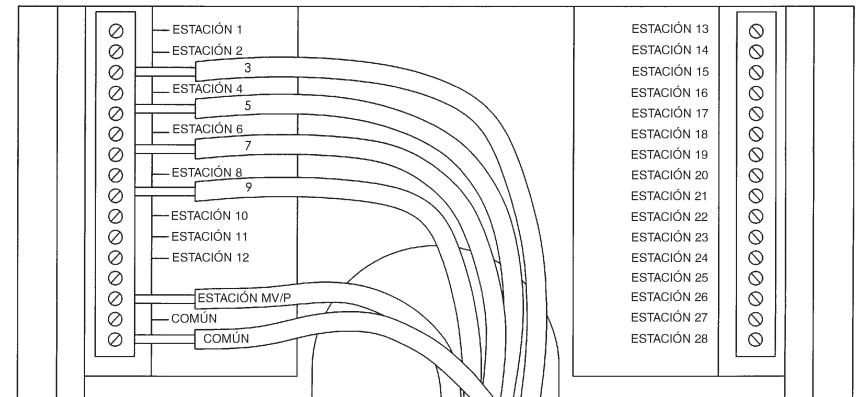 ESTACIÓN 1
ESTACIÓN 2
3
ESTACIÓN 4
5
ESTACIÓN 6
7
ESTACIÓN 8
9
ESTACIÓN 10
ESTACIÓN 11
ESTACIÓN 12
ESTACIÓN MV/P
COMÚN
COMÚN
ESTACIÓN 13
ESTACIÓN 14
ESTACIÓN 15
ESTACIÓN 16
ESTACIÓN 17
ESTACIÓN 18
ESTACIÓN 19
ESTACIÓN 20
ESTACIÓN 21
ESTACIÓN 22
ESTACIÓN 23
ESTACIÓN 24
ESTACIÓN 25
ESTACIÓN 26
ESTACIÓN 27
ESTACIÓN 28